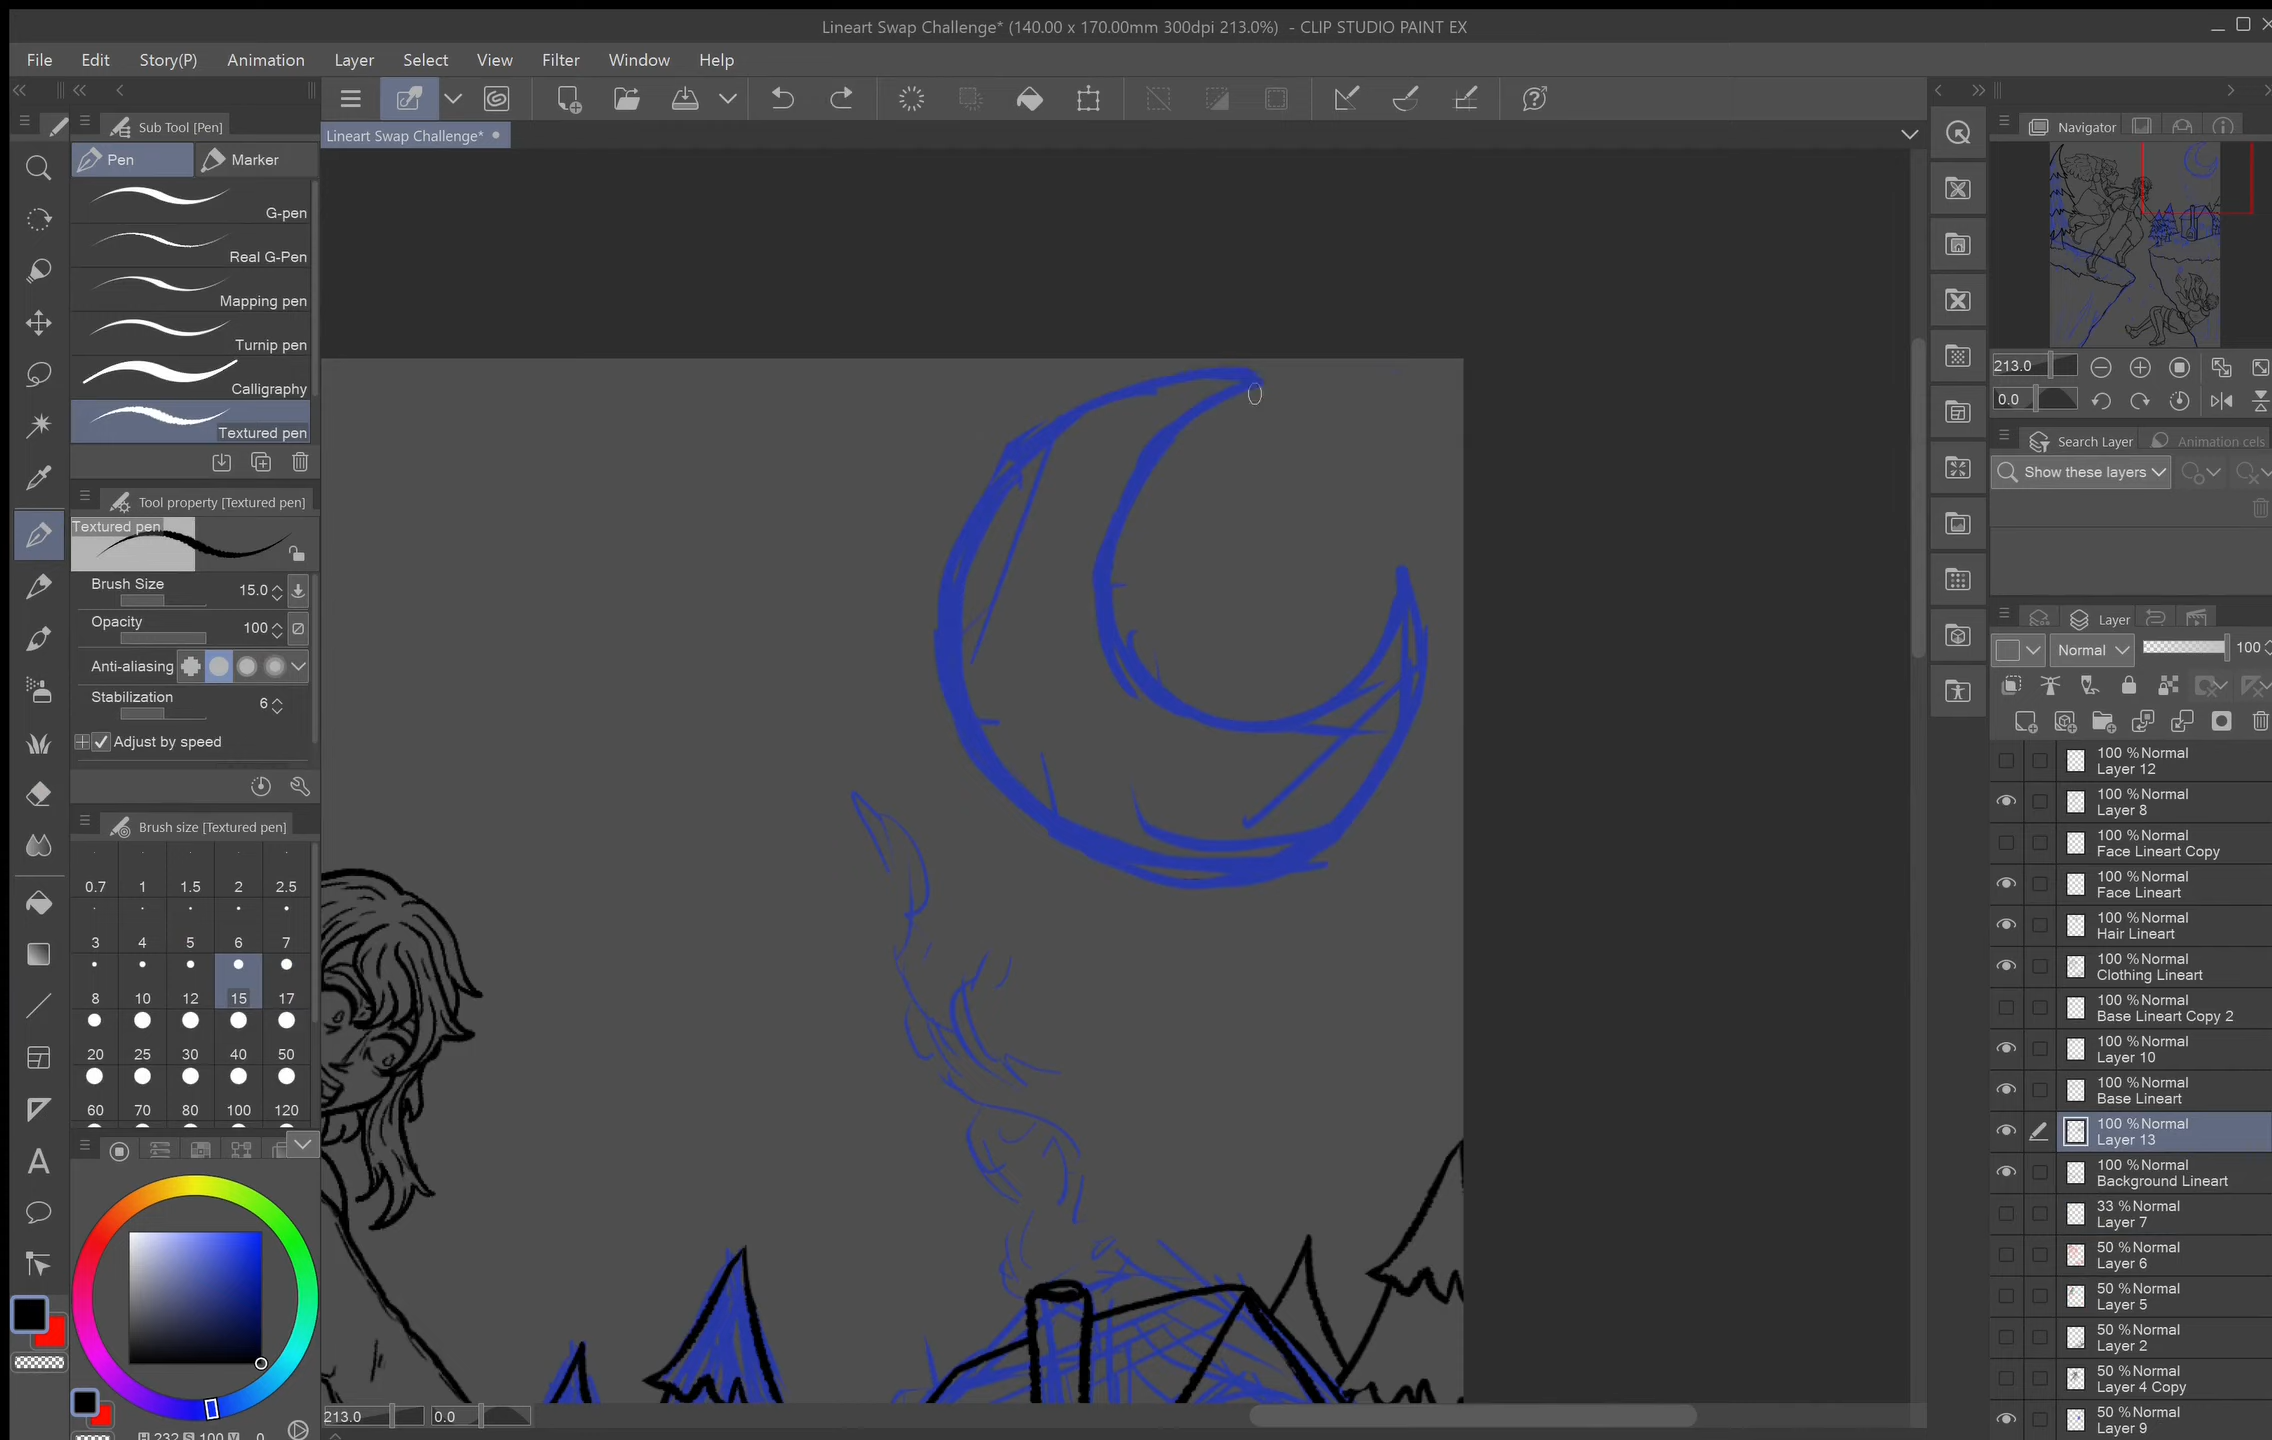 Lineart Swap Challenge* (140.00 x 170.00mm 300dpi 213.0%) - CLIP STUDIO PAINT EX
File Edit Story(P) Animation Layer Select View Filter Window Help
Sub Tool [Pen]
Pen Marker
G-pen
Real G-Pen
Mapping pen
Turnip pen
Calligraphy
Textured pen
Tool property [Textured pen]
Textured pen
Brush Size 15.0
Opacity 100
Anti-aliasing
Stabilization 6
Adjust by speed
Brush size [Textured pen]
0.7 1 1.5 2 2.5
3 4 5 6 7
8 10 12 15 17
20 25 30 40 50
60 70 80 100 120
H 232 S 100 V 0
Lineart Swap Challenge*
213.0 0.0
Navigator
213.0
0.0
Search Layer Animation cels
Show these layers
Layer
Normal 100
100 %Normal
Layer 12
100 %Normal
Layer 8
100 %Normal
Face Lineart Copy
100 %Normal
Face Lineart
100 %Normal
Hair Lineart
100 %Normal
Clothing Lineart
100 %Normal
Base Lineart Copy 2
100 %Normal
Layer 10
100 %Normal
Base Lineart
100 %Normal
Layer 13
100 %Normal
Background Lineart
33 %Normal
Layer 7
50 %Normal
Layer 6
50 %Normal
Layer 5
50 %Normal
Layer 2
50 %Normal
Layer 4 Copy
50 %Normal
Layer 9